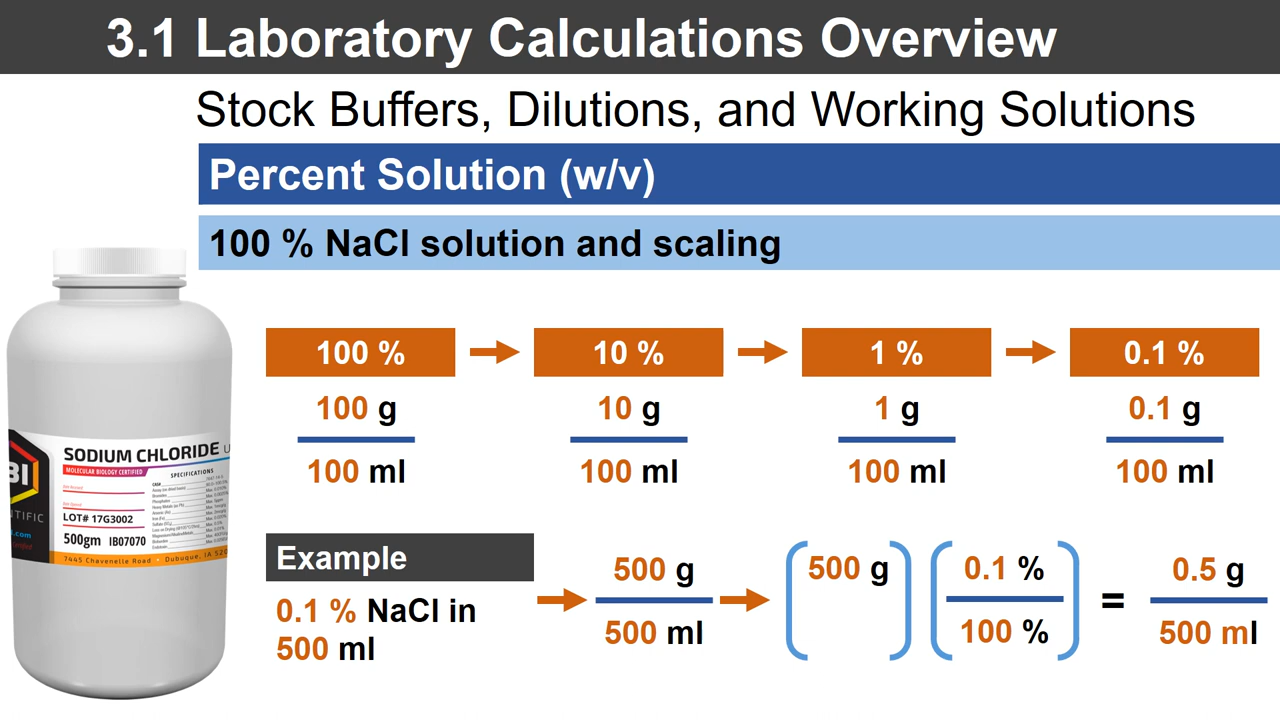 3.1 Laboratory Calculations Overview
Stock Buffers, Dilutions, and Working Solutions
Percent Solution (w/v)
100 % NaCl solution and scaling
100 %
10 %
1 %
0.1 %
100 g
10 g
1 g
0.1 g
100 ml
100 ml
100 ml
100 ml
Example
0.1 % NaCl in
500 ml
500 g
500 ml
500 g
0.1 %
100 %
=
0.5 g
500 ml
BI
NTIFIC
SODIUM CHLORIDE
MOLECULAR BIOLOGY CERTIFIED
SPECIFICATIONS
LOT# 17G3002
500gm IB07070
7445 Chavenelle Road • Dubuque, IA 520